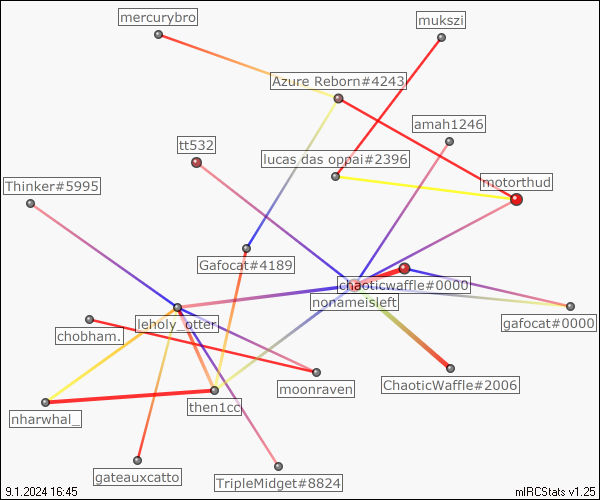 mercurybro
mukszi
Azure Reborn#4243
amah1246
tt532
lucas das oppai#2396
Thinker#5995
motorthud
Gafocat#4189
chaoticwaffle#0000
nonameisleft
leholy_otter
gafocat#0000
chobham.
moonraven
ChaoticWaffle#2006
then1cc
nharwhal_
gateauxcatto
TripleMidget#8824
9.1.2024 16:45
mIRCStats v1.25